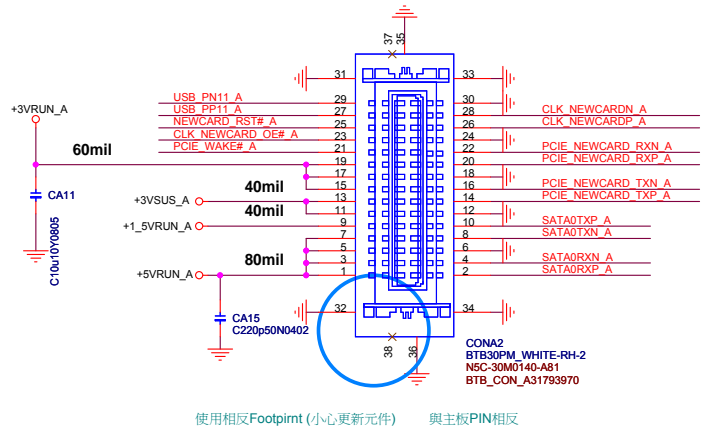 37
35
31
33
+3VRUN_A
USB_PN11_A
29
30
USB_PP11_A
27
28
CLK_NEWCARDN_A
NEWCARD_RST#_A
25
26
CLK_NEWCARDP_A
CLK_NEWCARD_OE#_A
23
24
60mil
PCIE_WAKE#_A
21
22
PCIE_NEWCARD_RXN_A
19
20
PCIE_NEWCARD_RXP_A
17
18
40mil
15
16
PCIE_NEWCARD_TXN_A
CA11
+3VSUS_A
13
14
PCIE_NEWCARD_TXP_A
40mil
11
12
C10u10Y0805
+1_5VRUN_A
9
10
SATA0TXP_A
7
8
SATA0TXN_A
5
6
80mil
3
4
SATA0RXN_A
+5VRUN_A
1
2
SATA0RXP_A
32
34
CA15
C220p50N0402
38
36
CONA2
BTB30PM_WHITE-RH-2
N5C-30M0140-A81
BTB_CON_A31793970
使用相反Footpirnt (小心更新元件) 與主板PIN相反